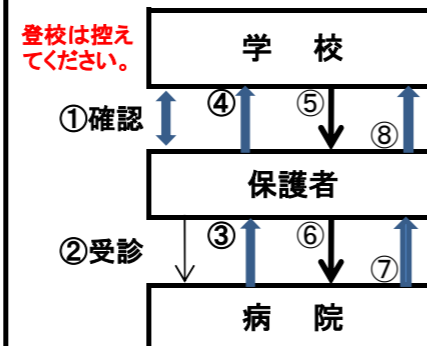 登校は控え
てください。
学　校
①確認
④
⑤
⑧
保護者
②受診
③
⑥
⑦
病　院